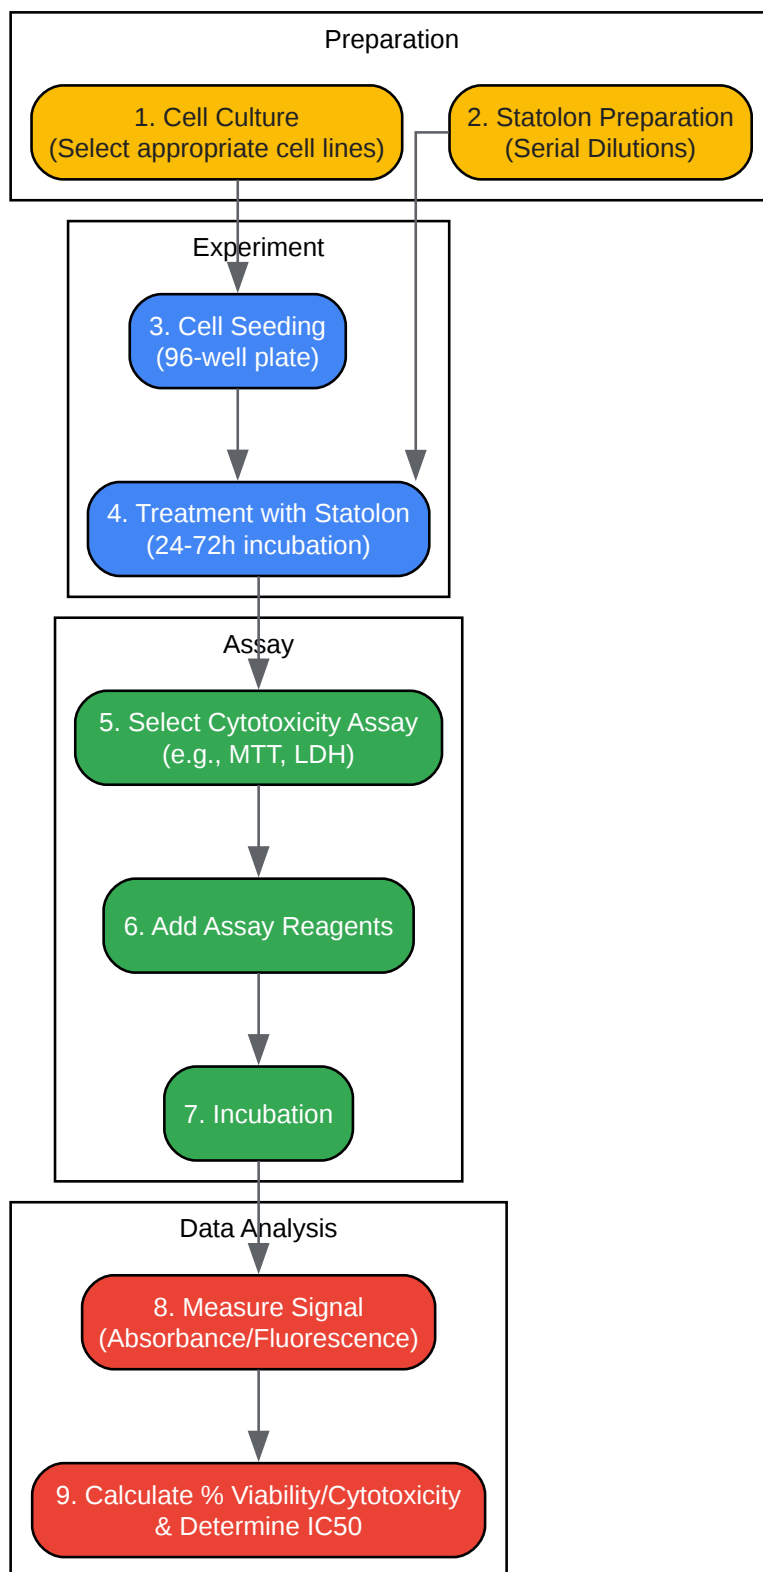 Preparation
1. Cell Culture
(Select appropriate cell lines)
2. Statolon Preparation
(Serial Dilutions)
Experiment
3. Cell Seeding
(96-well plate)
4. Treatment with Statolon
(24-72h incubation)
Assay
5. Select Cytotoxicity Assay
(e.g., MTT, LDH)
6. Add Assay Reagents
7. Incubation
Data Analysis
8. Measure Signal
(Absorbance/Fluorescence)
9. Calculate % Viability/Cytotoxicity
& Determine IC50